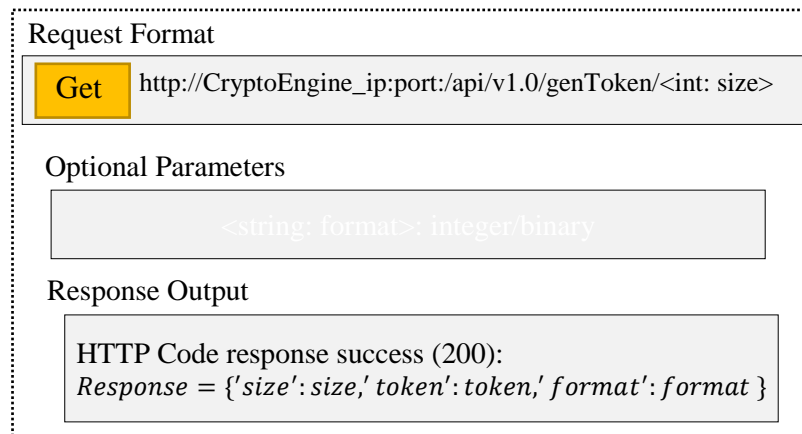 Request Format
Get http://CryptoEngine_ip:port:/api/v1.0/genToken/<int: size>
Optional Parameters
<string: format>: integer/binary
Response Output
HTTP Code response success (200):
Response = {'size': size,' token': token,' format': format }